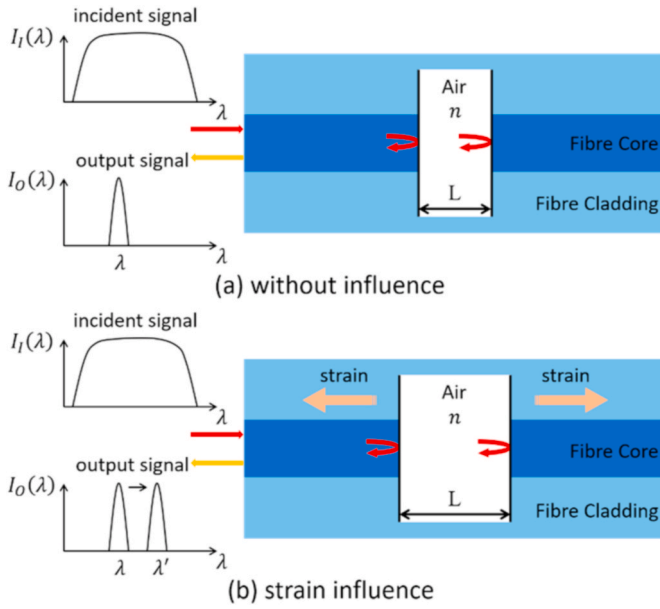 incident signal
I_I(λ)
λ
Air
n
output signal
I_O(λ)
λ
λ
L
Fibre Core
Fibre Cladding
(a) without influence
incident signal
I_I(λ)
λ
strain
strain
Air
n
output signal
I_O(λ)
λ
λ
λ'
L
Fibre Core
Fibre Cladding
(b) strain influence